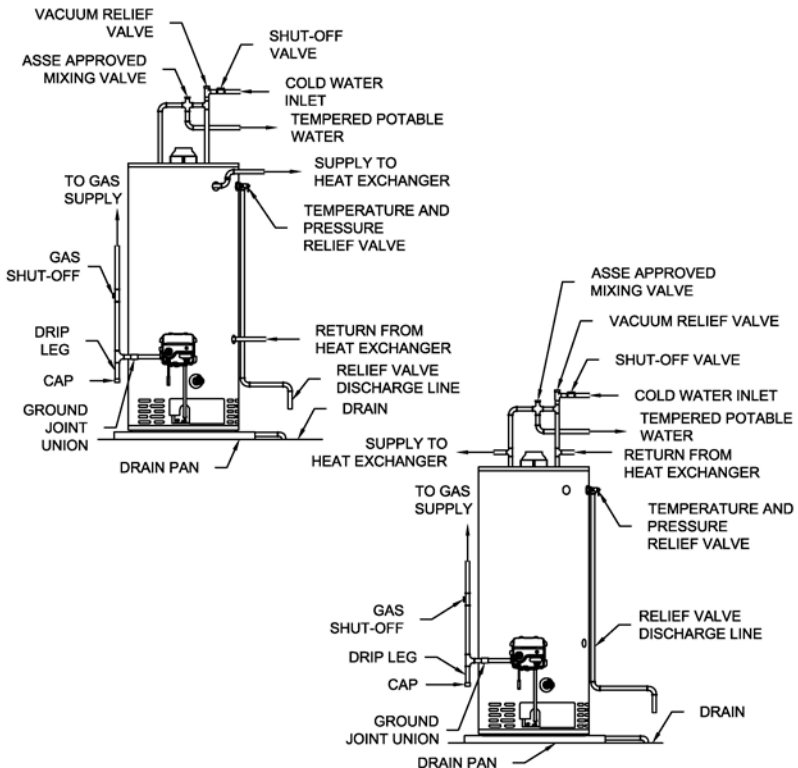 VACUUM RELIEF
VALVE
SHUT-OFF
VALVE
ASSE APPROVED
MIXING VALVE
COLD WATER
INLET
TEMPERED POTABLE
WATER
SUPPLY TO
HEAT EXCHANGER
TO GAS
SUPPLY
TEMPERATURE AND
PRESSURE
RELIEF VALVE
GAS
SHUT-OFF
DRIP
LEG
RETURN FROM
HEAT EXCHANGER
CAP
RELIEF VALVE
DISCHARGE LINE
GROUND
JOINT
UNION
DRAIN
DRAIN PAN
ASSE APPROVED
MIXING VALVE
VACUUM RELIEF VALVE
SHUT-OFF VALVE
COLD WATER INLET
TEMPERED POTABLE
WATER
SUPPLY TO
HEAT EXCHANGER
RETURN FROM
HEAT EXCHANGER
TO GAS
SUPPLY
TEMPERATURE AND
PRESSURE
RELIEF VALVE
GAS
SHUT-OFF
RELIEF VALVE
DISCHARGE LINE
DRIP LEG
CAP
GROUND
JOINT UNION
DRAIN
DRAIN PAN